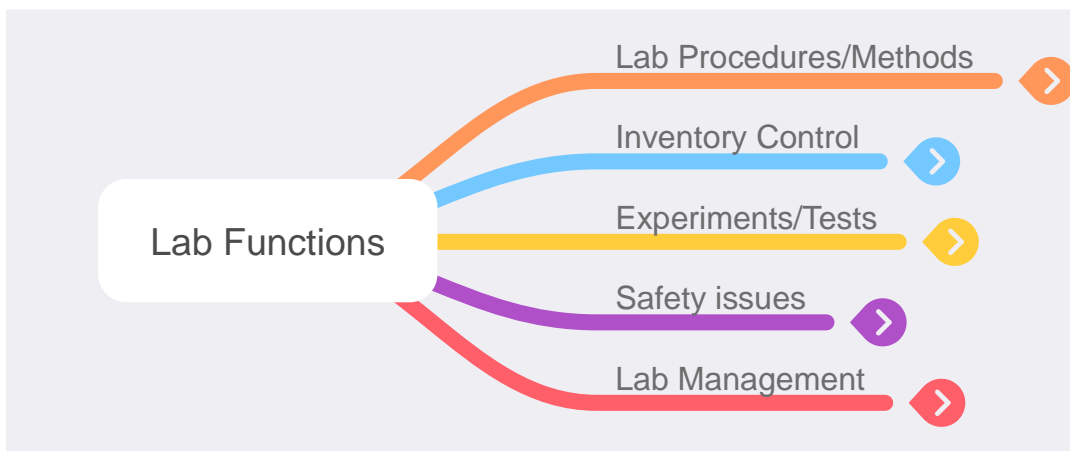 Lab Procedures/Methods
Inventory Control
Lab Functions
Experiments/Tests
Safety issues
Lab Management